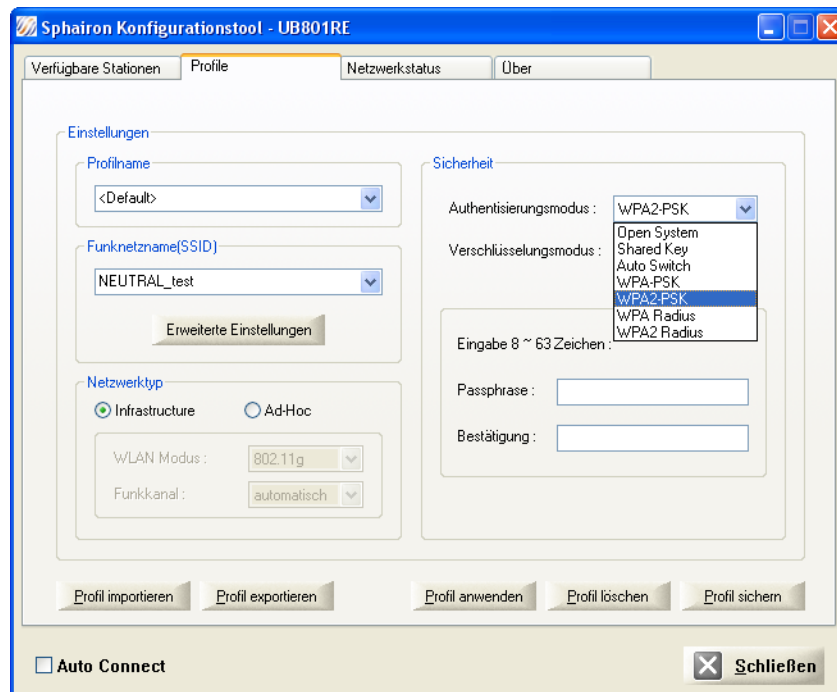 Sphairon Konfigurationstool - UB801RE
Verfügbare Stationen
Profile
Netzwerkstatus
Über
Einstellungen
Profilname
<Default>
Funknetzname(SSID)
NEUTRAL_test
Erweiterte Einstellungen
Netzwerktyp
Infrastructure
Ad-Hoc
WLAN Modus :
802.11g
Funkkanal :
automatisch
Sicherheit
Authentisierungsmodus :
WPA2-PSK
Open System
Shared Key
Auto Switch
WPA-PSK
WPA2-PSK
WPA Radius
WPA2 Radius
Verschlüsselungsmodus :
Eingabe 8 ~ 63 Zeichen :
Passphrase :
Bestätigung :
Profil importieren
Profil exportieren
Profil anwenden
Profil löschen
Profil sichern
Auto Connect
Schließen